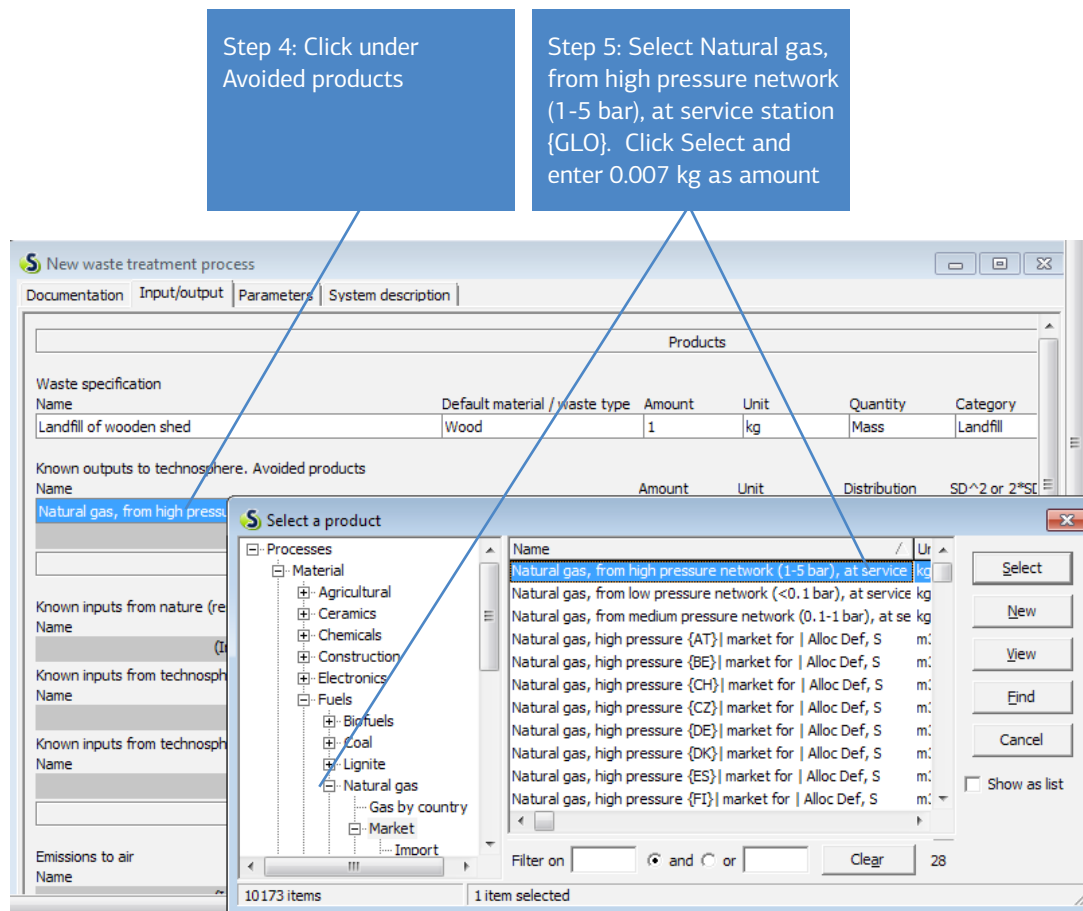 Step 4: Click under
Avoided products
Step 5: Select Natural gas,
from high pressure network
(1-5 bar), at service station
{GLO}.  Click Select and
enter 0.007 kg as amount
New waste treatment process
Documentation Input/output Parameters System description
Products
Waste specification
Name Default material / waste type Amount Unit Quantity Category
Landfill of wooden shed Wood 1 kg Mass Landfill
Known outputs to technosphere. Avoided products
Name Amount Unit Distribution SD^2 or 2*SD
Natural gas, from high pressu
Known inputs from nature (re
Name
(I
Known inputs from technosph
Name
Known inputs from technosph
Name
Emissions to air
Name
Select a product
Processes
Material
Agricultural
Ceramics
Chemicals
Construction
Electronics
Fuels
Biofuels
Coal
Lignite
Natural gas
Gas by country
Market
Import
10173 items
Name / Ur
Natural gas, from high pressure network (1-5 bar), at service kg
Natural gas, from low pressure network (<0.1 bar), at service kg
Natural gas, from medium pressure network (0.1-1 bar), at se kg
Natural gas, high pressure {AT}| market for | Alloc Def, S m3
Natural gas, high pressure {BE}| market for | Alloc Def, S m3
Natural gas, high pressure {CH}| market for | Alloc Def, S m3
Natural gas, high pressure {CZ}| market for | Alloc Def, S m3
Natural gas, high pressure {DE}| market for | Alloc Def, S m3
Natural gas, high pressure {DK}| market for | Alloc Def, S m3
Natural gas, high pressure {ES}| market for | Alloc Def, S m3
Natural gas, high pressure {FI}| market for | Alloc Def, S m3
Filter on and or Clear 28
1 item selected
Select
New
View
Find
Cancel
Show as list